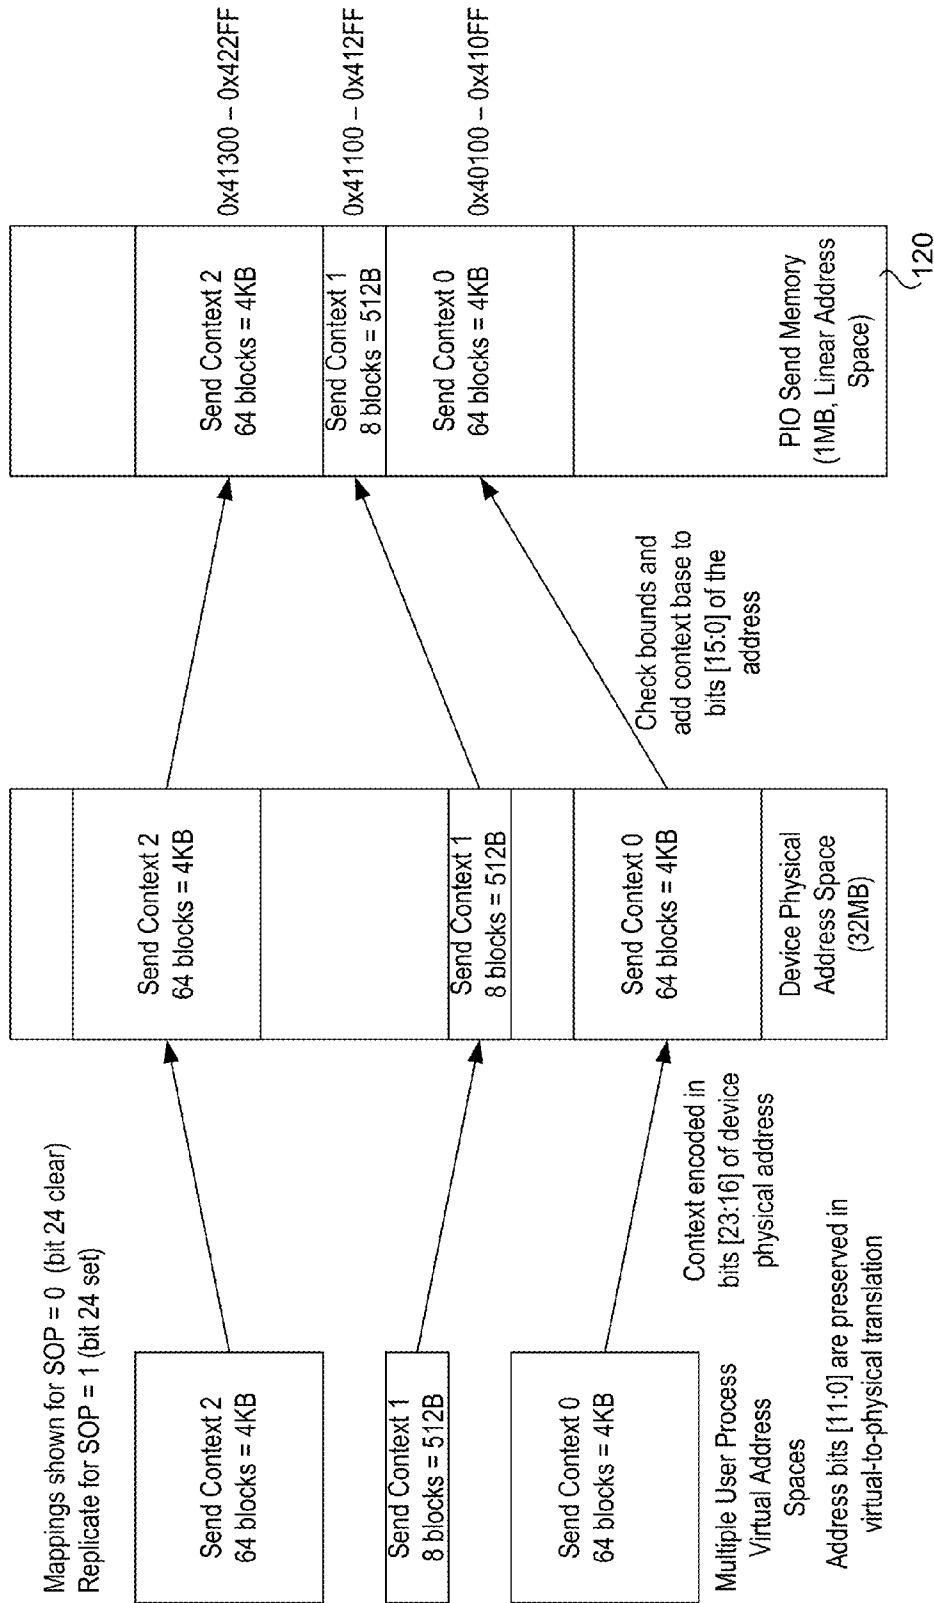 Mappings shown for SOP = 0 (bit 24 clear)
Replicate for SOP = 1 (bit 24 set)
Send Context 2
64 blocks = 4KB
Send Context 1
8 blocks = 512B
Send Context 0
64 blocks = 4KB
Multiple User Process
Virtual Address
Spaces
Address bits [11:0] are preserved in
virtual-to-physical translation
Context encoded in
bits [23:16] of device
physical address
Send Context 2
64 blocks = 4KB
Send Context 1
8 blocks = 512B
Send Context 0
64 blocks = 4KB
Device Physical
Address Space
(32MB)
Check bounds and
add context base to
bits [15:0] of the
address
Send Context 2
64 blocks = 4KB
Send Context 1
8 blocks = 512B
Send Context 0
64 blocks = 4KB
PIO Send Memory
(1MB, Linear Address
Space)
120
0x41300 – 0x422FF
0x41100 – 0x412FF
0x40100 – 0x410FF